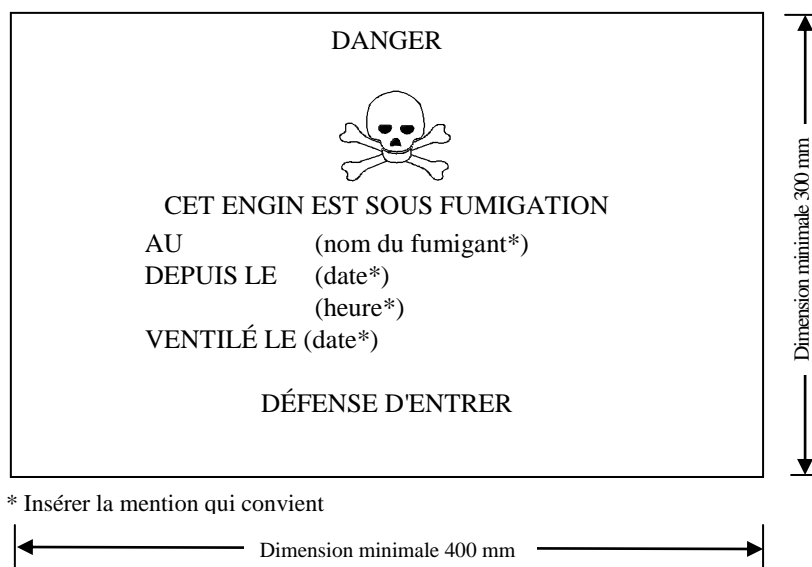 DANGER
CET ENGIN EST SOUS FUMIGATION
AU (nom du fumigant*)
DEPUIS LE (date*)
(heure*)
VENTILÉ LE (date*)
DÉFENSE D'ENTRER
* Insérer la mention qui convient
Dimension minimale 400 mm
Dimension minimale 300 mm